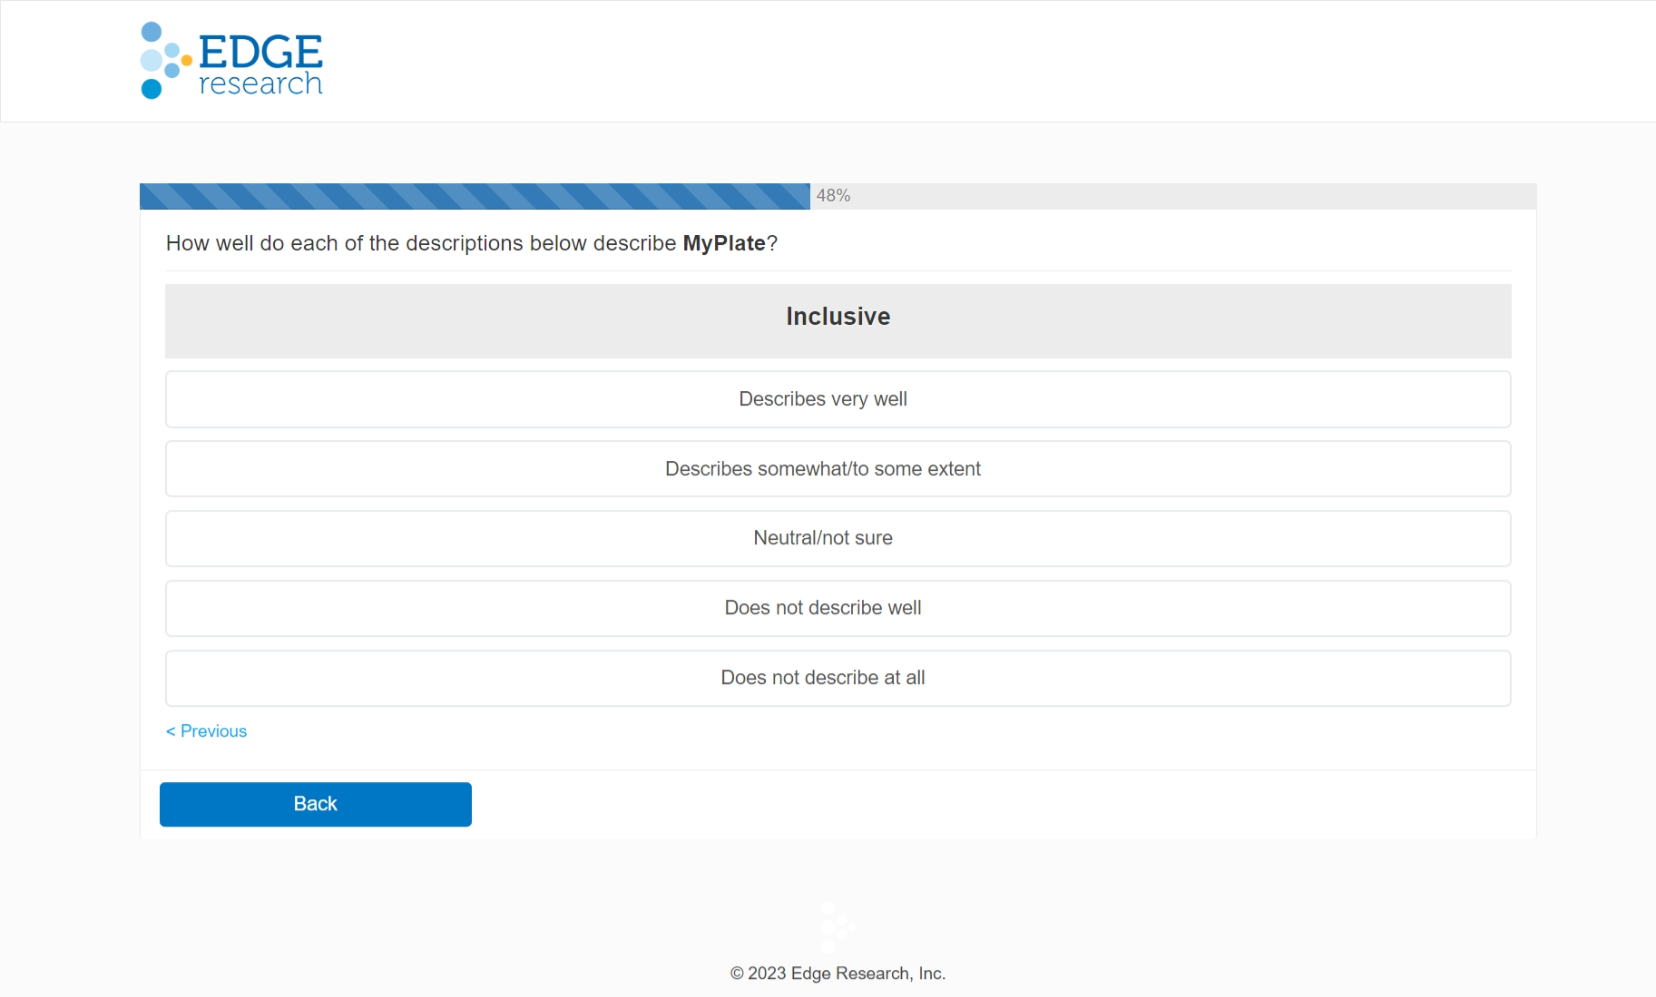 EDGE
research
48%
How well do each of the descriptions below describe MyPlate?
Inclusive
Describes very well
Describes somewhat/to some extent
Neutral/not sure
Does not describe well
Does not describe at all
< Previous
Back
© 2023 Edge Research, Inc.